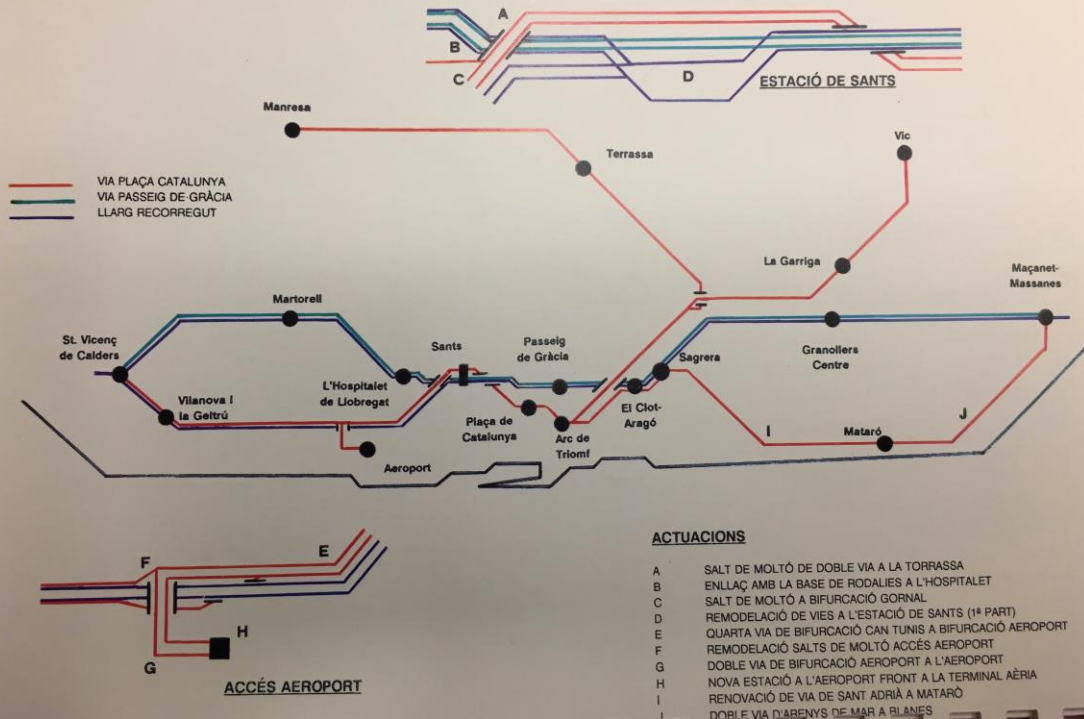 A
B
C
D
ESTACIÓ DE SANTS
Manresa
Terrassa
Vic
VIA PLAÇA CATALUNYA
VIA PASSEIG DE GRÀCIA
LLARG RECORREGUT
La Garriga
Maçanet-
Massanes
Martorell
St. Vicenç
de Calders
Sants
Passeig
de Gràcia
Sagrera
Granollers
Centre
Vilanova i
la Geltrú
L'Hospitalet
de Llobregat
Plaça de
Catalunya
Arc de
Triomf
El Clot-
Aragó
I
Mataró
J
Aeroport
E
F
H
G
ACCÉS AEROPORT
ACTUACIONS
A SALT DE MOLTÓ DE DOBLE VIA A LA TORRASSA
B ENLLAÇ AMB LA BASE DE RODALIES A L'HOSPITALET
C SALT DE MOLTÓ A BIFURCACIÓ GORNAL
D REMODELACIÓ DE VIES A L'ESTACIÓ DE SANTS (1ª PART)
E QUARTA VIA DE BIFURCACIÓ CAN TUNIS A BIFURCACIÓ AEROPORT
F REMODELACIÓ SALTS DE MOLTÓ ACCÉS AEROPORT
G DOBLE VIA DE BIFURCACIÓ AEROPORT A L'AEROPORT
H NOVA ESTACIÓ A L'AEROPORT FRONT A LA TERMINAL AÈRIA
I RENOVACIÓ DE VIA DE SANT ADRIÀ A MATARÓ
J DOBLE VIA D'ARENYS DE MAR A BLANES